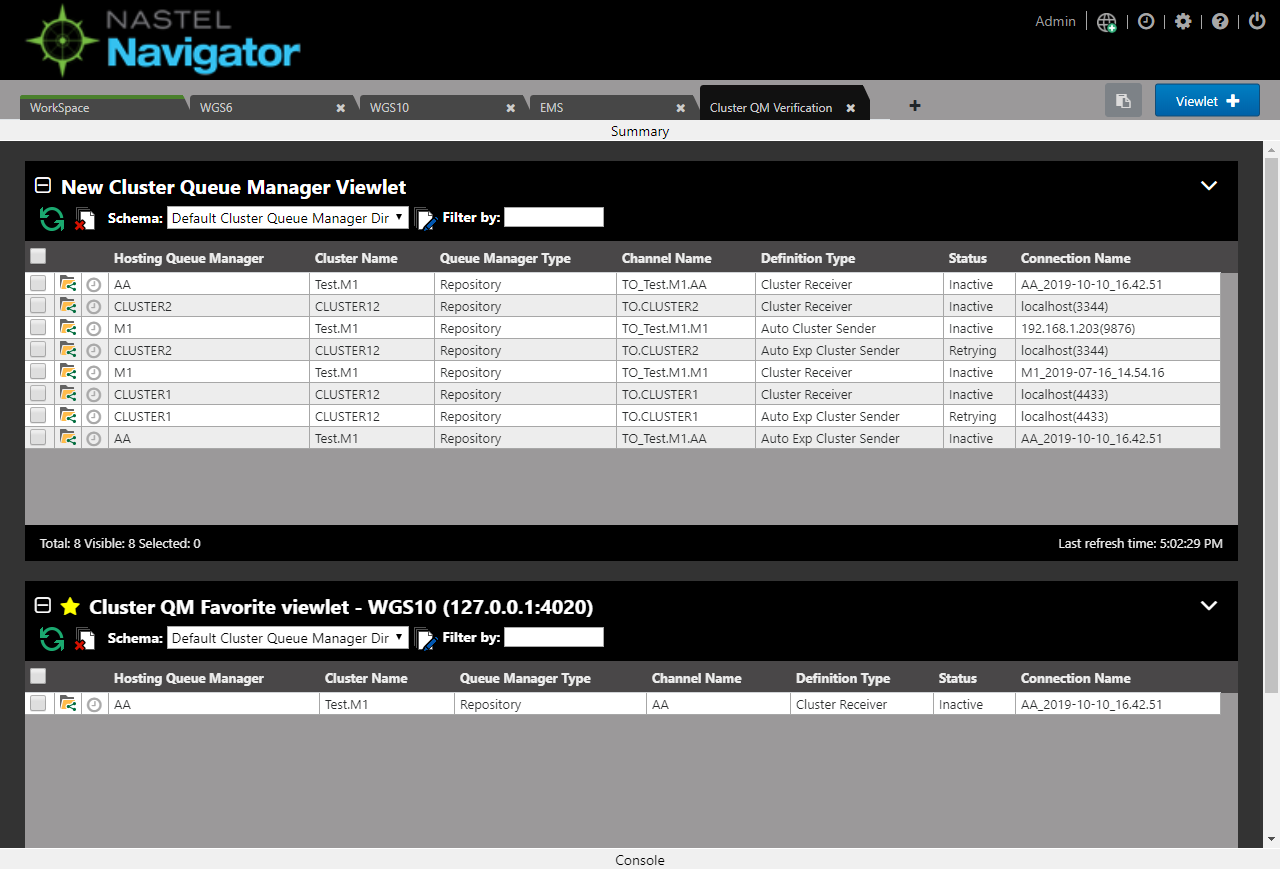 NASTEL
Navigator
Admin
WorkSpace WGS6 WGS10 EMS Cluster QM Verification Viewlet
Summary
New Cluster Queue Manager Viewlet
Schema: Default Cluster Queue Manager Dir Filter by:
Hosting Queue Manager Cluster Name Queue Manager Type Channel Name Definition Type Status Connection Name
AA Test.M1 Repository TO_Test.M1.AA Cluster Receiver Inactive AA_2019-10-10_16.42.51
CLUSTER2 CLUSTER12 Repository TO.CLUSTER2 Cluster Receiver Inactive localhost(3344)
M1 Test.M1 Repository TO_Test.M1.M1 Auto Cluster Sender Inactive 192.168.1.203(9876)
CLUSTER2 CLUSTER12 Repository TO.CLUSTER2 Auto Exp Cluster Sender Retrying localhost(3344)
M1 Test.M1 Repository TO_Test.M1.M1 Cluster Receiver Inactive M1_2019-07-16_14.54.16
CLUSTER1 CLUSTER12 Repository TO.CLUSTER1 Cluster Receiver Inactive localhost(4433)
CLUSTER1 CLUSTER12 Repository TO.CLUSTER1 Auto Exp Cluster Sender Retrying localhost(4433)
AA Test.M1 Repository TO_Test.M1.AA Auto Exp Cluster Sender Inactive AA_2019-10-10_16.42.51
Total: 8 Visible: 8 Selected: 0 Last refresh time: 5:02:29 PM
Cluster QM Favorite viewlet - WGS10 (127.0.0.1:4020)
Schema: Default Cluster Queue Manager Dir Filter by:
Hosting Queue Manager Cluster Name Queue Manager Type Channel Name Definition Type Status Connection Name
AA Test.M1 Repository AA Cluster Receiver Inactive AA_2019-10-10_16.42.51
Console